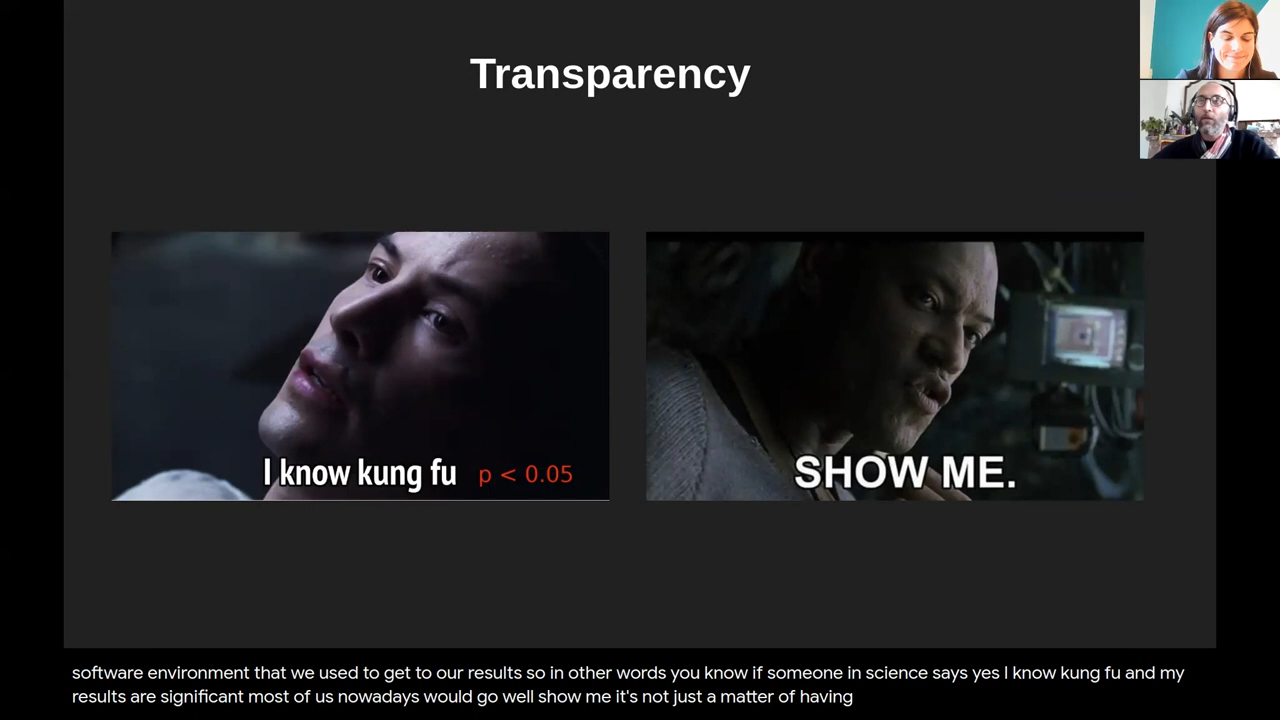 Transparency
I know kung fu p < 0.05
SHOW ME.
software environment that we used to get to our results so in other words you know if someone in science says yes I know kung fu and my
results are significant most of us nowadays would go well show me it's not just a matter of having